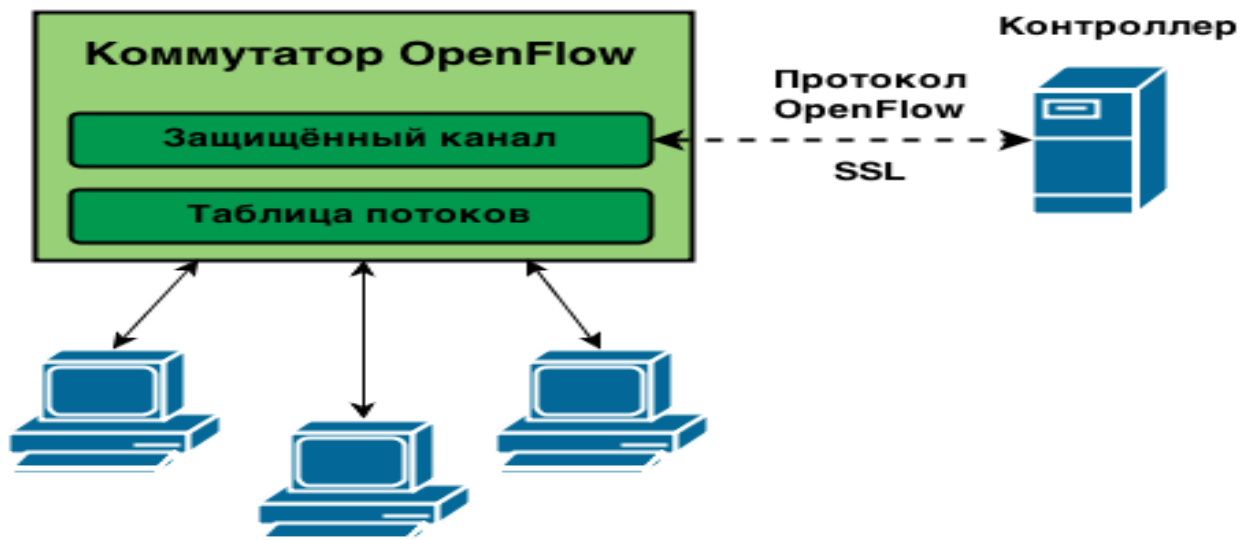 Контроллер
Коммутатор OpenFlow
Протокол
OpenFlow
Защищённый канал
SSL
Таблица потоков